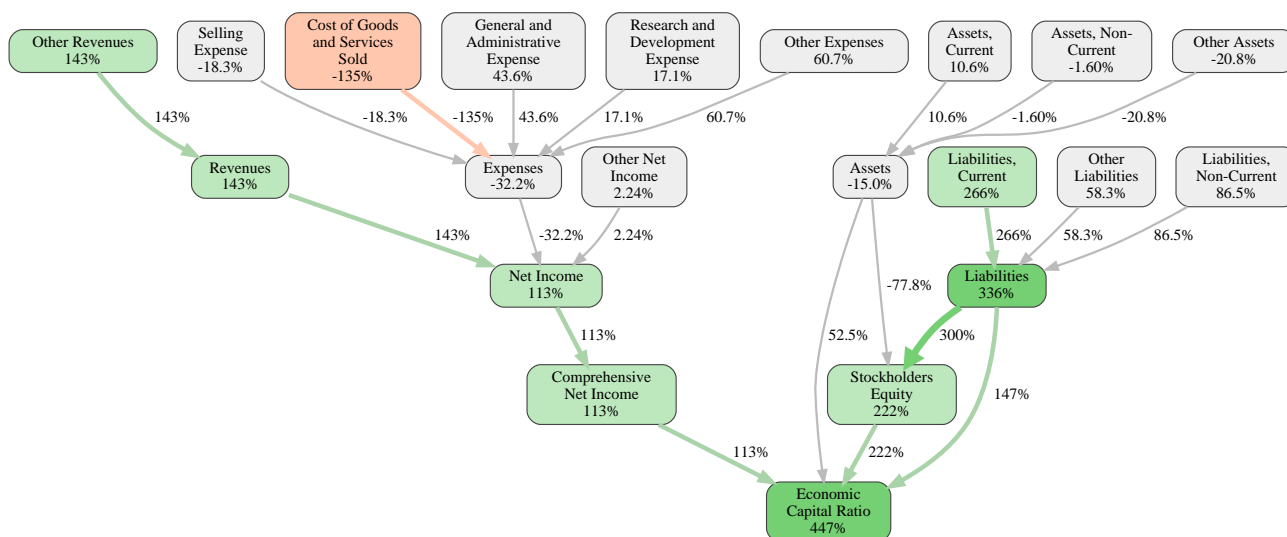 Other Revenues
143%
Selling
Expense
-18.3%
Cost of Goods
and Services
Sold
-135%
General and
Administrative
Expense
43.6%
Research and
Development
Expense
17.1%
Other Expenses
60.7%
Assets,
Current
10.6%
Assets, Non-
Current
-1.60%
Other Assets
-20.8%
143%
-18.3%
-135%
43.6%
17.1%
60.7%
10.6%
-1.60%
-20.8%
Revenues
143%
Expenses
-32.2%
Other Net
Income
2.24%
Assets
-15.0%
Liabilities,
Current
266%
Other
Liabilities
58.3%
Liabilities,
Non-Current
86.5%
143%
-32.2%
2.24%
266%
58.3%
86.5%
Net Income
113%
-77.8%
Liabilities
336%
113%
52.5%
300%
147%
Comprehensive
Net Income
113%
Stockholders
Equity
222%
113%
222%
Economic
Capital Ratio
447%